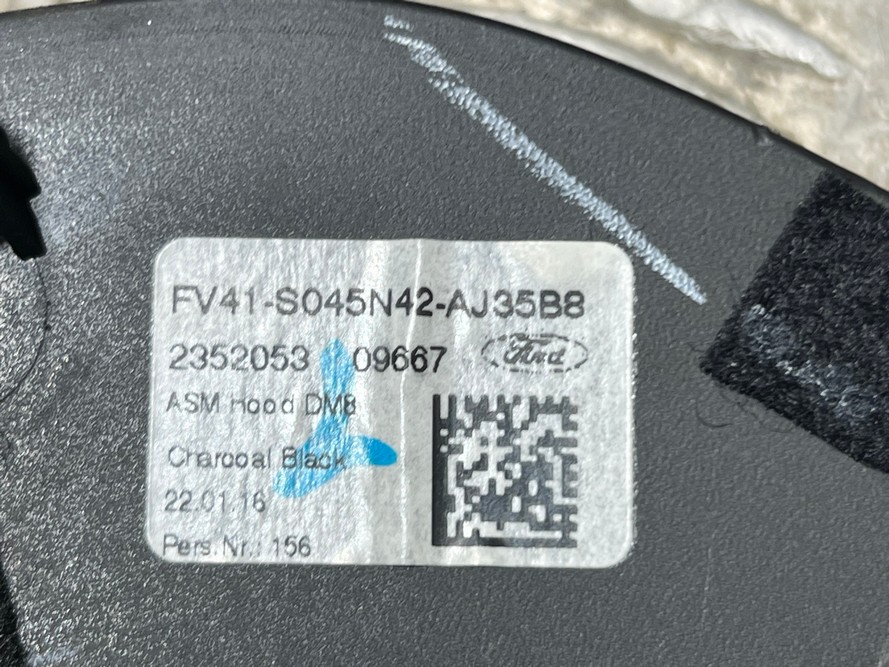 FV41-S045N42-AJ35B8
2352053 09667 Ford
ASM Hood DM8
Charcoal Black
22.01.16
Pers.Nr.: 156